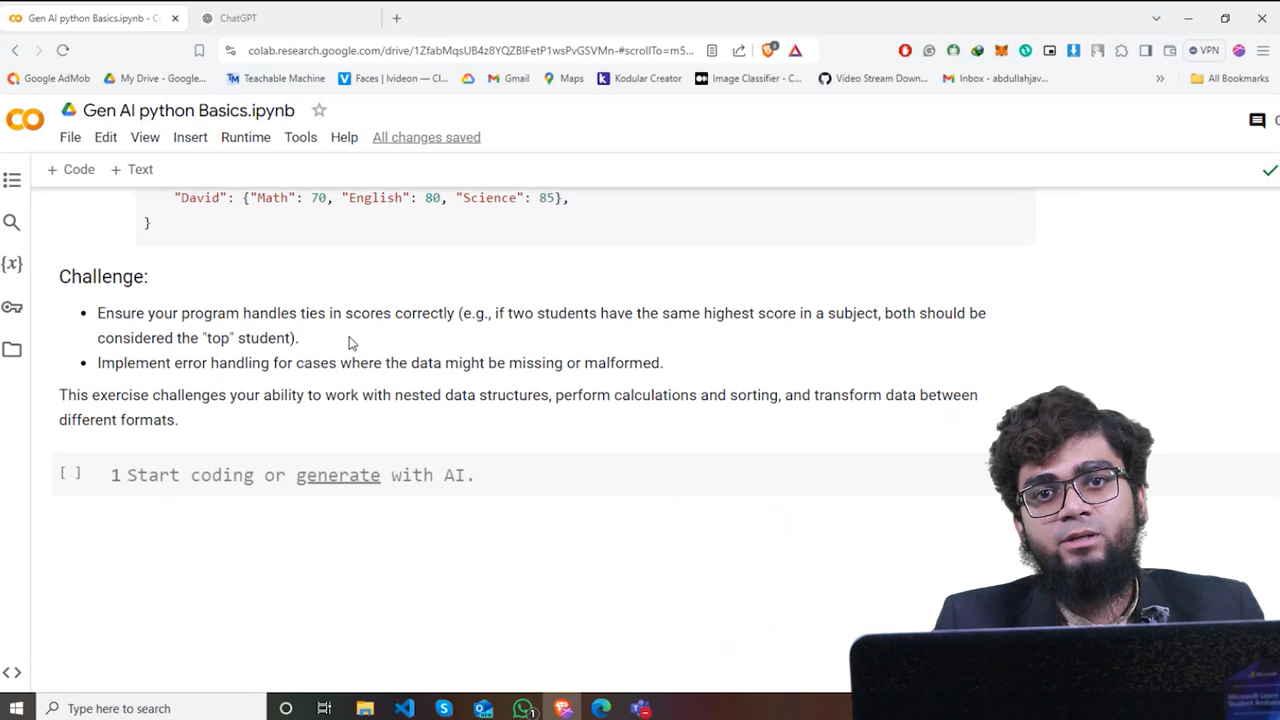 Gen AI python Basics.ipynb - C
ChatGPT
colab.research.google.com/drive/1ZfabMqsUB4z8YQZBlFetP1wsPvGSVMn-#scrollTo=m5...
VPN
Google AdMob
My Drive - Google...
Teachable Machine
Faces | Ivideon — Cl...
Gmail
Maps
Kodular Creator
Image Classifier - C...
Video Stream Down...
Inbox - abdullahjav...
All Bookmarks
Gen AI python Basics.ipynb
File Edit View Insert Runtime Tools Help All changes saved
+ Code + Text
"David": {"Math": 70, "English": 80, "Science": 85},
}
Challenge:
Ensure your program handles ties in scores correctly (e.g., if two students have the same highest score in a subject, both should be
considered the "top" student).
Implement error handling for cases where the data might be missing or malformed.
This exercise challenges your ability to work with nested data structures, perform calculations and sorting, and transform data between
different formats.
[ ] 1 Start coding or generate with AI.
Type here to search
Microsoft
Microsoft Learn
Student Ambas